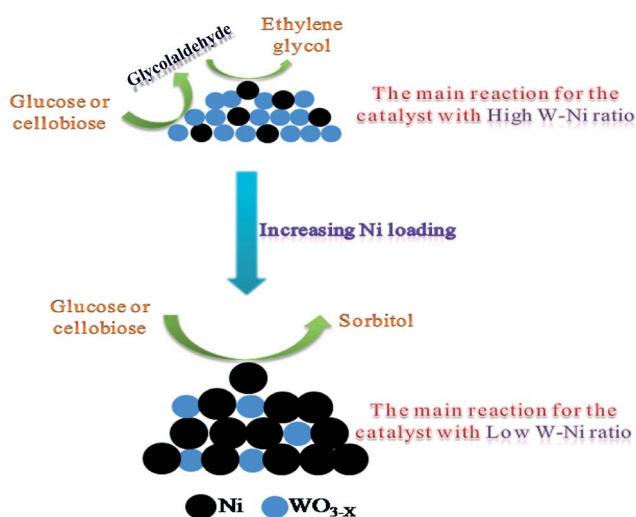 Glycolaldehyde
Ethylene
glycol
Glucose or
cellobiose
The main reaction for the
catalyst with High W-Ni ratio
Increasing Ni loading
Glucose or
cellobiose
Sorbitol
The main reaction for the
catalyst with Low W-Ni ratio
Ni WO3-X